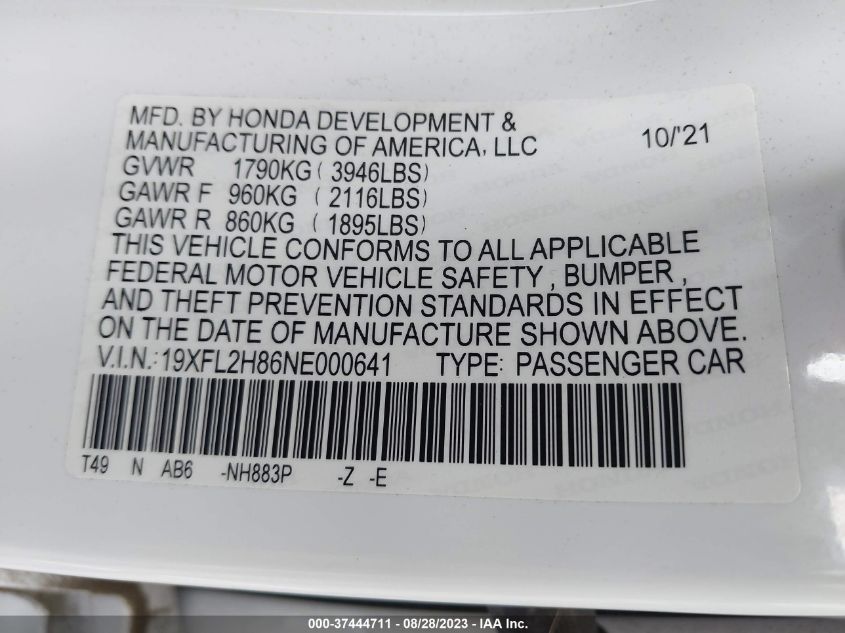 MFD. BY HONDA DEVELOPMENT &
MANUFACTURING OF AMERICA, LLC 10/'21
GVWR 1790KG ( 3946LBS)
GAWR F 960KG ( 2116LBS)
GAWR R 860KG ( 1895LBS)
THIS VEHICLE CONFORMS TO ALL APPLICABLE
FEDERAL MOTOR VEHICLE SAFETY , BUMPER ,
AND THEFT PREVENTION STANDARDS IN EFFECT
ON THE DATE OF MANUFACTURE SHOWN ABOVE.
V.I.N.:19XFL2H86NE000641 TYPE: PASSENGER CAR
T49 N AB6 -NH883P -Z -E
000-37444711 - 08/28/2023 - IAA Inc.